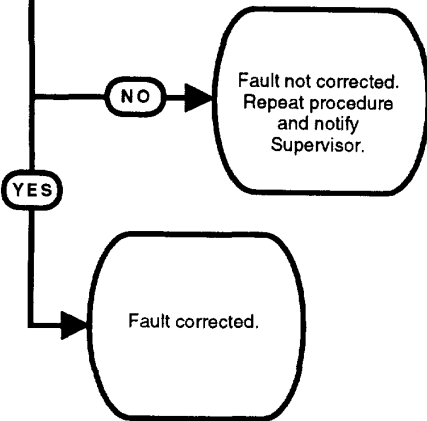 Fault not corrected.
NO
Repeat procedure
and notify
Supervisor.
YES
Fault corrected.